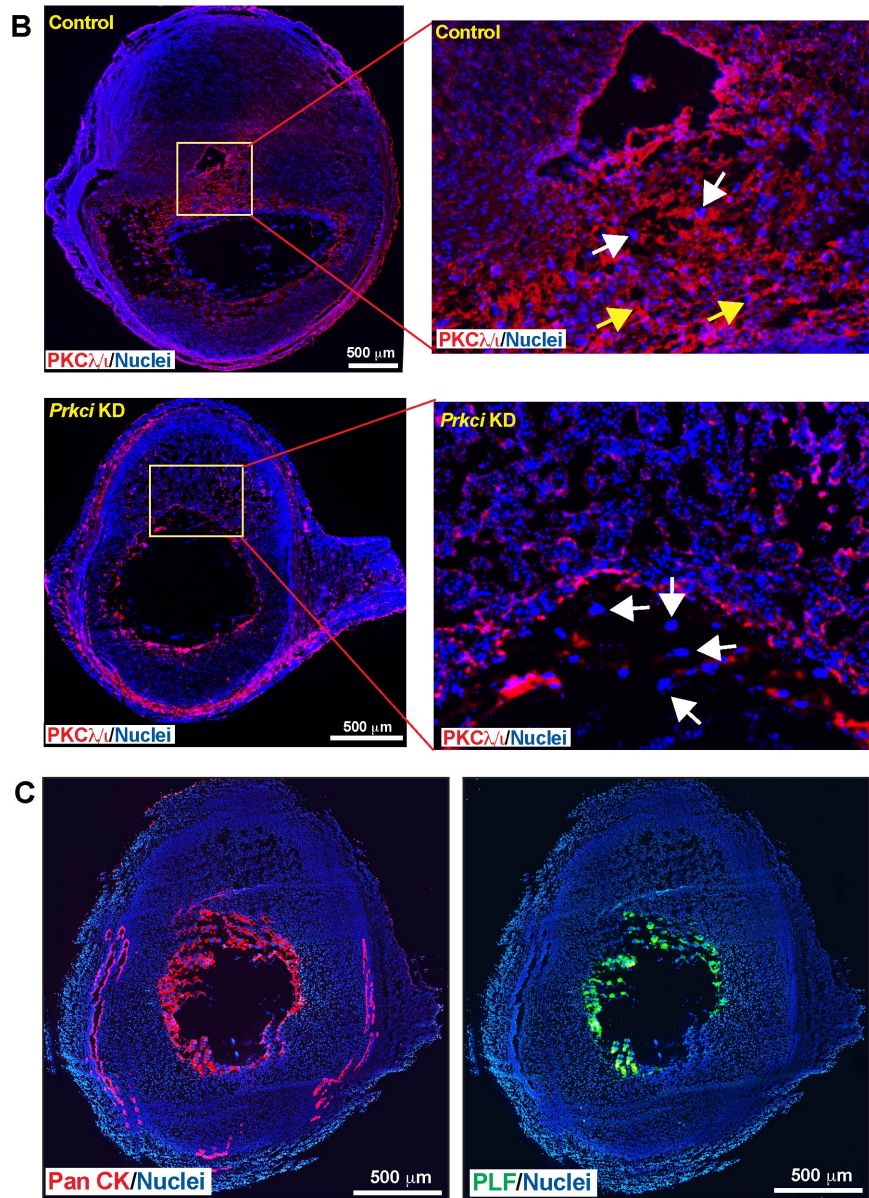 B
Control
Control
PKCλ/ι/Nuclei
500 μm
PKCλ/ι/Nuclei
Prkci KD
Prkci KD
PKCλ/ι/Nuclei
500 μm
PKCλ/ι/Nuclei
C
Pan CK/Nuclei
500 μm
PLF/Nuclei
500 μm